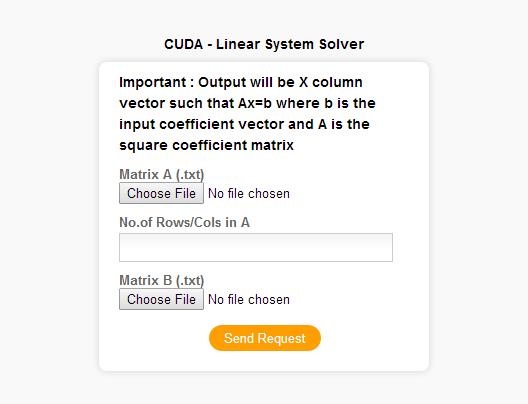 CUDA - Linear System Solver
Important : Output will be X column
vector such that Ax=b where b is the
input coefficient vector and A is the
square coefficient matrix
Matrix A (.txt)
Choose File No file chosen
No.of Rows/Cols in A
Matrix B (.txt)
Choose File No file chosen
Send Request